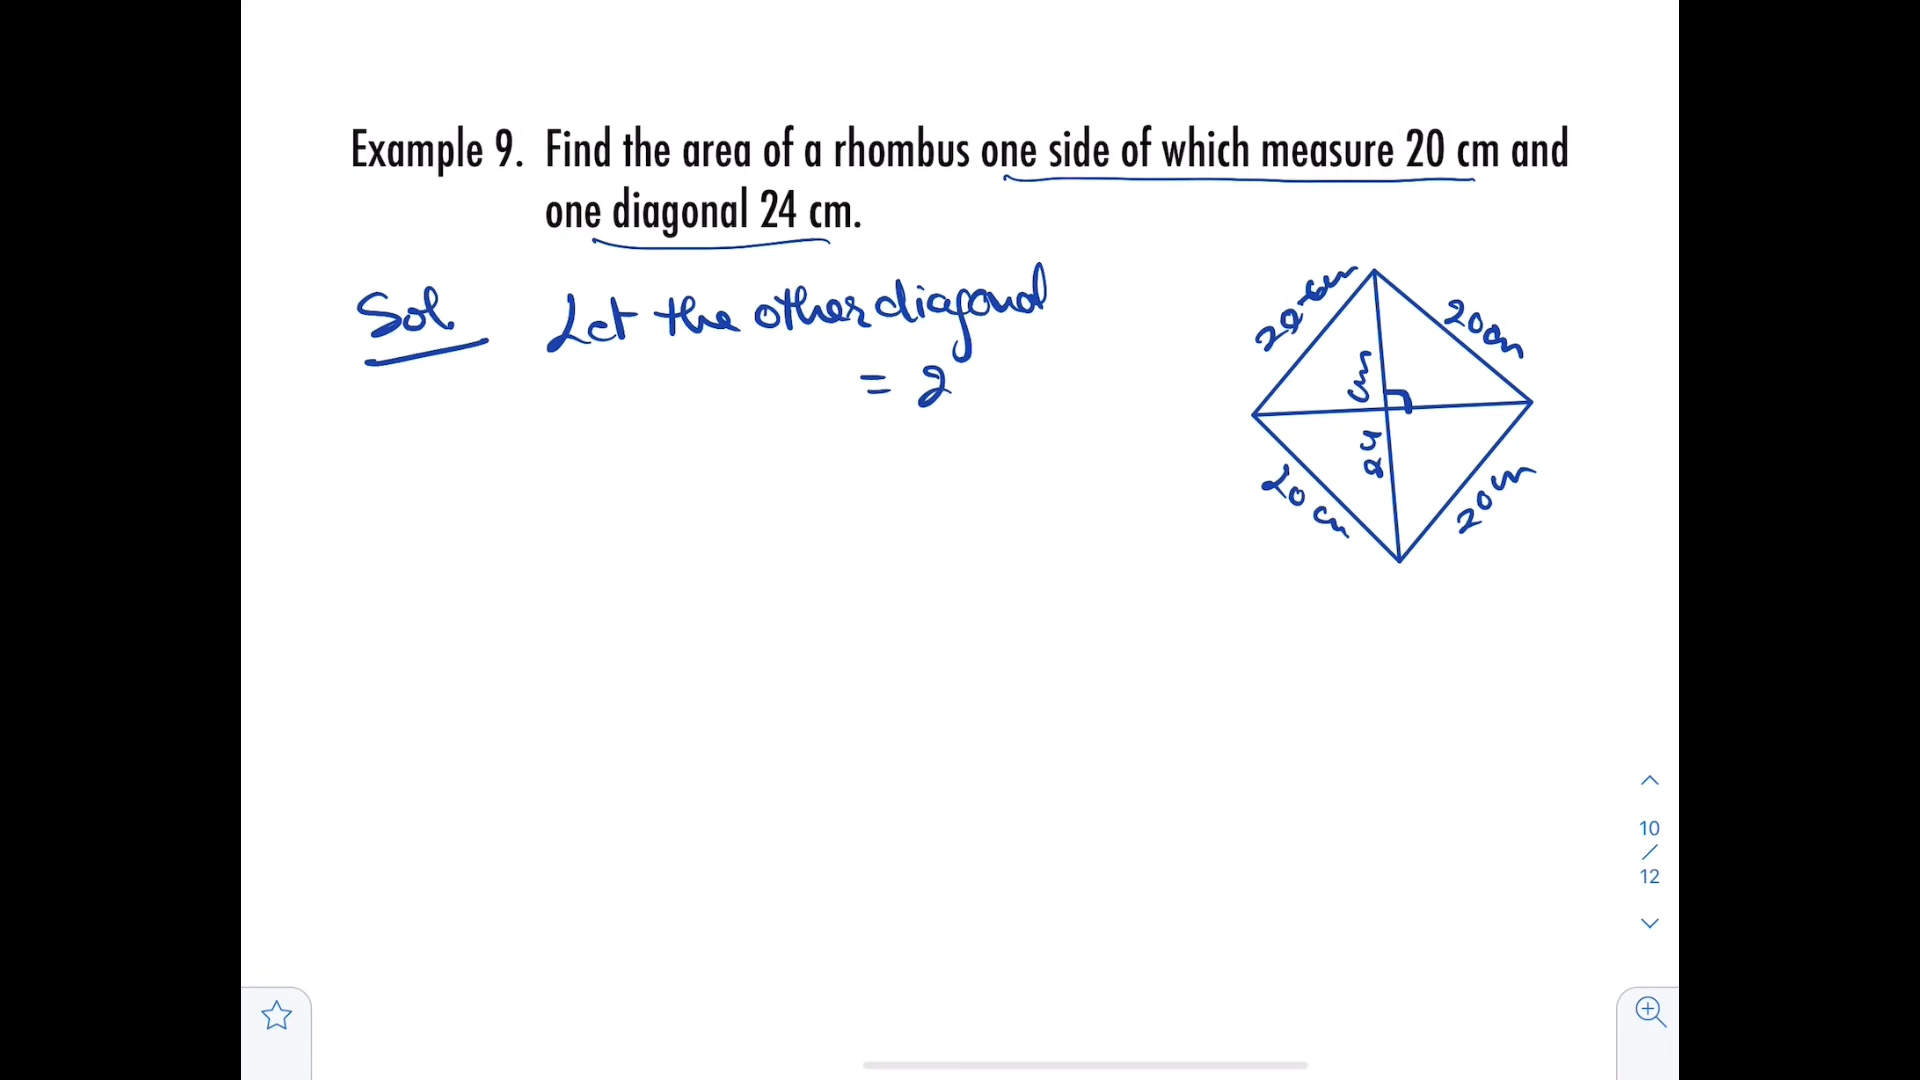 Example 9. Find the area of a rhombus one side of which measure 20 cm and
one diagonal 24 cm.
Sol Let the other diagonal
= 2
20 cm
20 cm
24 cm
20 cm
20 cm
10
/
12